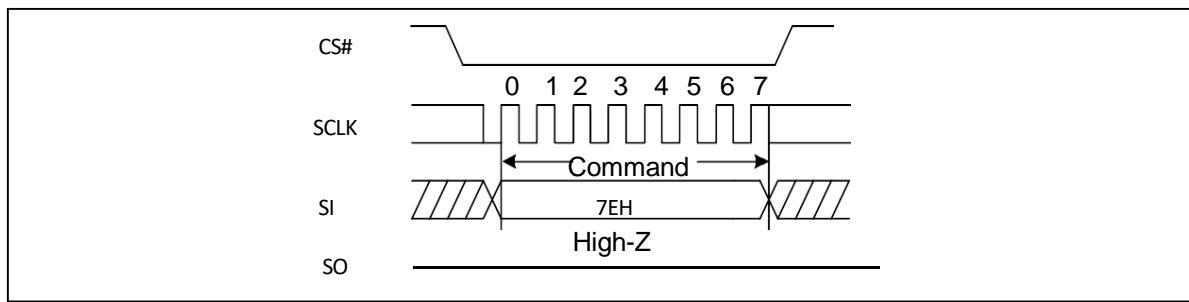 CS#
0 1 2 3 4 5 6 7
SCLK
Command
SI
7EH
High-Z
SO